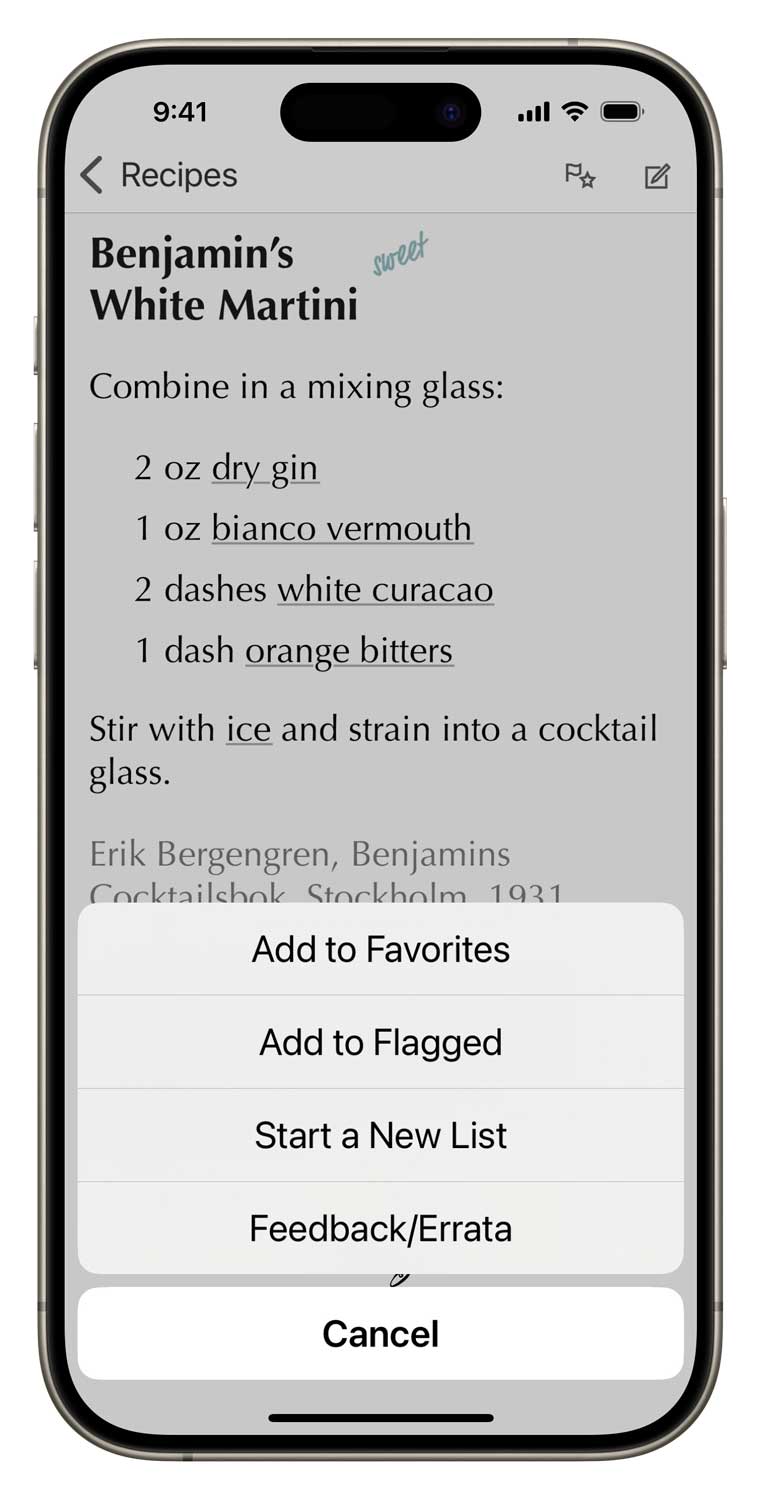 9:41
Recipes
Benjamin’s
White Martini
sweet
Combine in a mixing glass:
2 oz dry gin
1 oz bianco vermouth
2 dashes white curacao
1 dash orange bitters
Stir with ice and strain into a cocktail
glass.
Erik Bergengren, Benjamins
Cocktailsbok, Stockholm, 1931
Add to Favorites
Add to Flagged
Start a New List
Feedback/Errata
Cancel